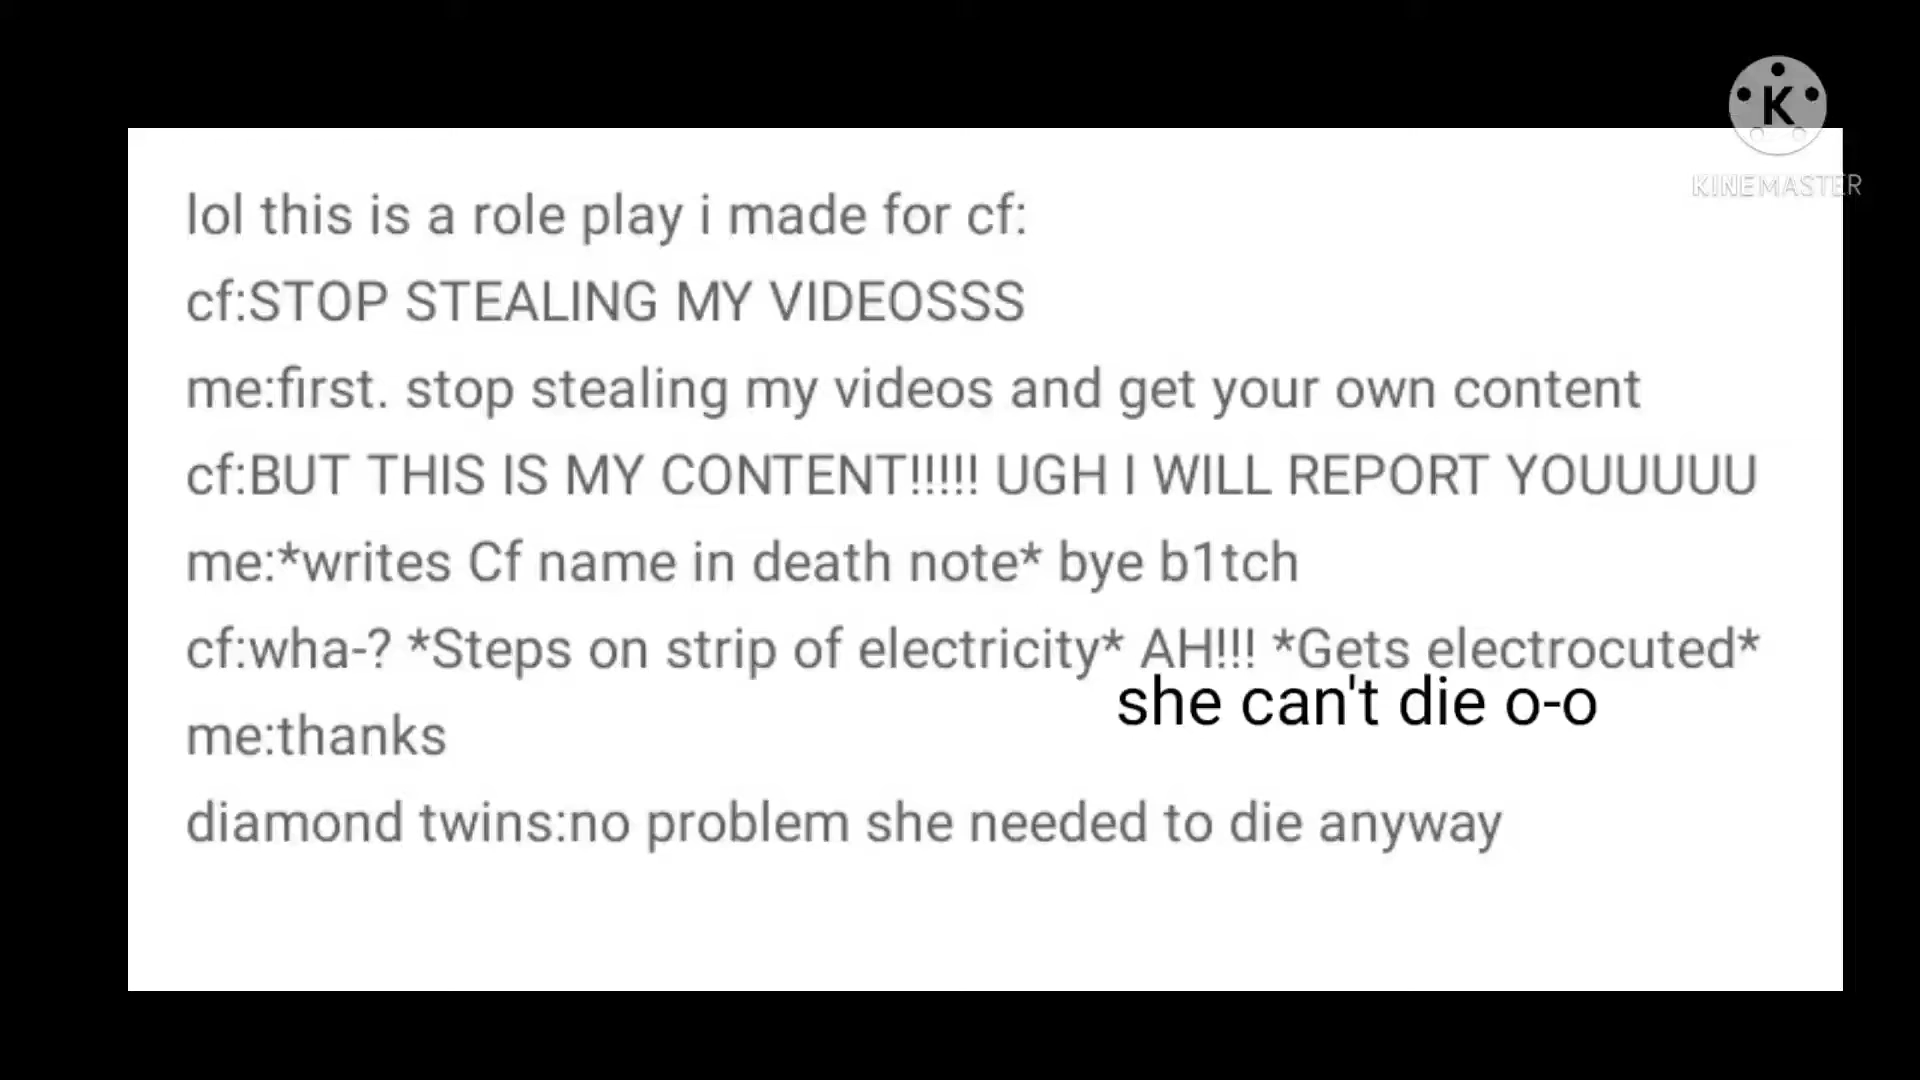 K
KINEMASTER
lol this is a role play i made for cf:
cf:STOP STEALING MY VIDEOSSS
me:first. stop stealing my videos and get your own content
cf:BUT THIS IS MY CONTENT!!!!! UGH I WILL REPORT YOUUUUU
me:*writes Cf name in death note* bye b1tch
cf:wha-? *Steps on strip of electricity* AH!!! *Gets electrocuted*
she can't die o-o
me:thanks
diamond twins:no problem she needed to die anyway